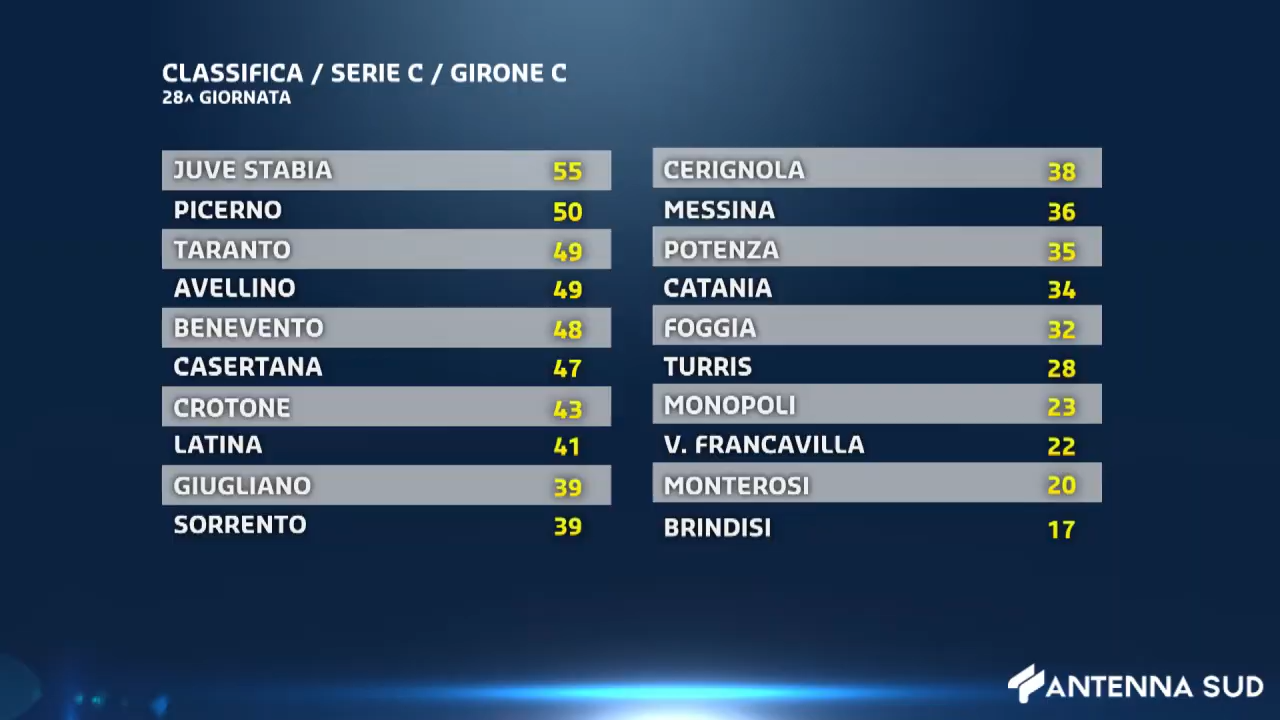 CLASSIFICA / SERIE C / GIRONE C
28^ GIORNATA
JUVE STABIA 55
PICERNO 50
TARANTO 49
AVELLINO 49
BENEVENTO 48
CASERTANA 47
CROTONE 43
LATINA 41
GIUGLIANO 39
SORRENTO 39
CERIGNOLA 38
MESSINA 36
POTENZA 35
CATANIA 34
FOGGIA 32
TURRIS 28
MONOPOLI 23
V. FRANCAVILLA 22
MONTEROSI 20
BRINDISI 17
ANTENNA SUD